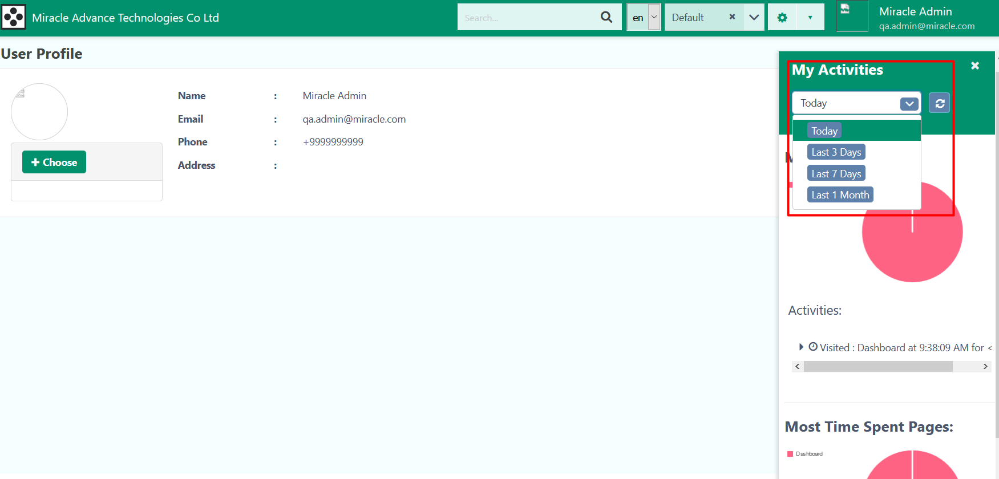 Miracle Advance Technologies Co Ltd
Search...
en
Default
Miracle Admin
qa.admin@miracle.com
User Profile
Name : Miracle Admin
Email : qa.admin@miracle.com
Phone : +9999999999
Address :
Choose
My Activities
Today
Today
Last 3 Days
Last 7 Days
Last 1 Month
Activities:
Visited : Dashboard at 9:38:09 AM for <
Most Time Spent Pages:
Dashboard